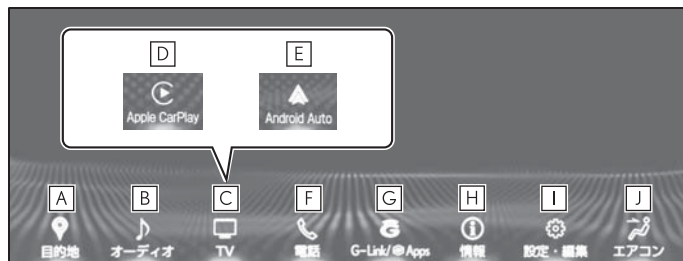 D E
Apple CarPlay Android Auto
A B C F G H I J
目的地 オーディオ TV 電話 G-Link/ Apps 情報 設定・編集 エアコン